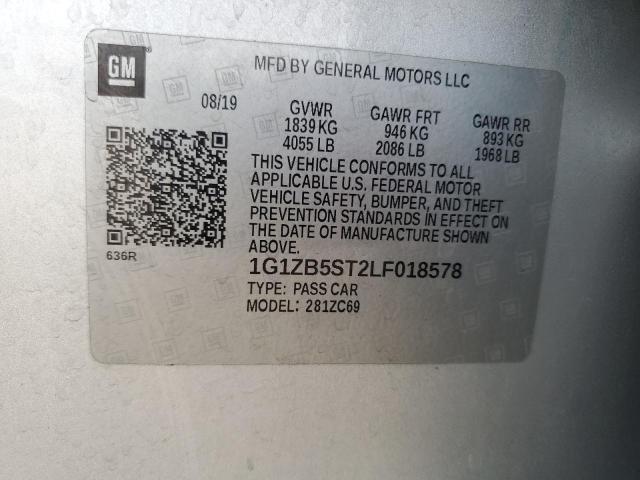 GM
MFD BY GENERAL MOTORS LLC
08/19 GVWR GAWR FRT GAWR RR
1839 KG 946 KG 893 KG
4055 LB 2086 LB 1968 LB
THIS VEHICLE CONFORMS TO ALL
APPLICABLE U.S. FEDERAL MOTOR
VEHICLE SAFETY, BUMPER, AND THEFT
PREVENTION STANDARDS IN EFFECT ON
THE DATE OF MANUFACTURE SHOWN
ABOVE.
636R
1G1ZB5ST2LF018578
TYPE: PASS CAR
MODEL: 281ZC69